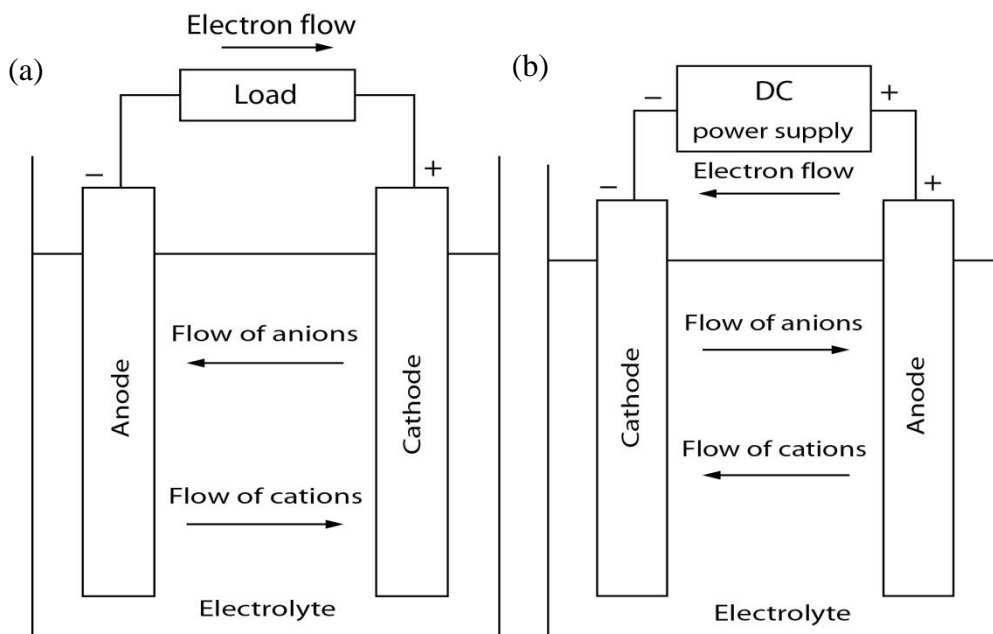 (a)
Electron flow
Load
−
+
Anode
Flow of anions
Cathode
Flow of cations
Electrolyte
(b)
−
DC
+
power supply
−
Electron flow
+
Cathode
Flow of anions
Anode
Flow of cations
Electrolyte